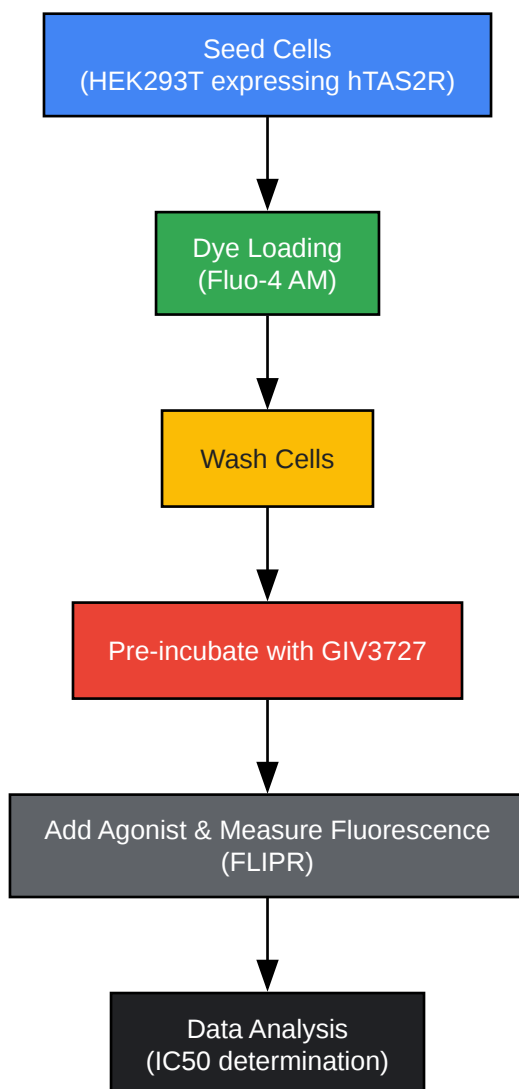 Seed Cells
(HEK293T expressing hTAS2R)
Dye Loading
(Fluo-4 AM)
Wash Cells
Pre-incubate with GIV3727
Add Agonist & Measure Fluorescence
(FLIPR)
Data Analysis
(IC50 determination)